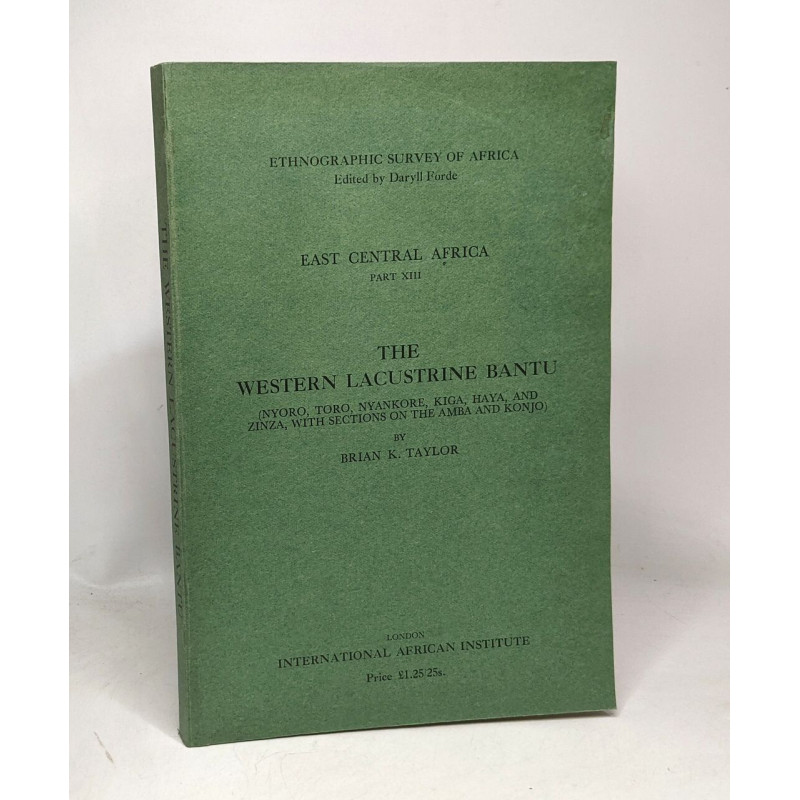 ETHNOGRAPHIC SURVEY OF AFRICA
Edited by Daryll Forde
EAST CENTRAL AFRICA
PART XIII
THE
WESTERN LACUSTRINE BANTU
(NYORO, TORO, NYANKORE, KIGA, HAYA, AND
ZINZA, WITH SECTIONS ON THE AMBA AND KONJO)
BY
BRIAN K. TAYLOR
LONDON
INTERNATIONAL AFRICAN INSTITUTE
Price £1.25/25s.
THE WESTERN LACUSTRINE BANTU